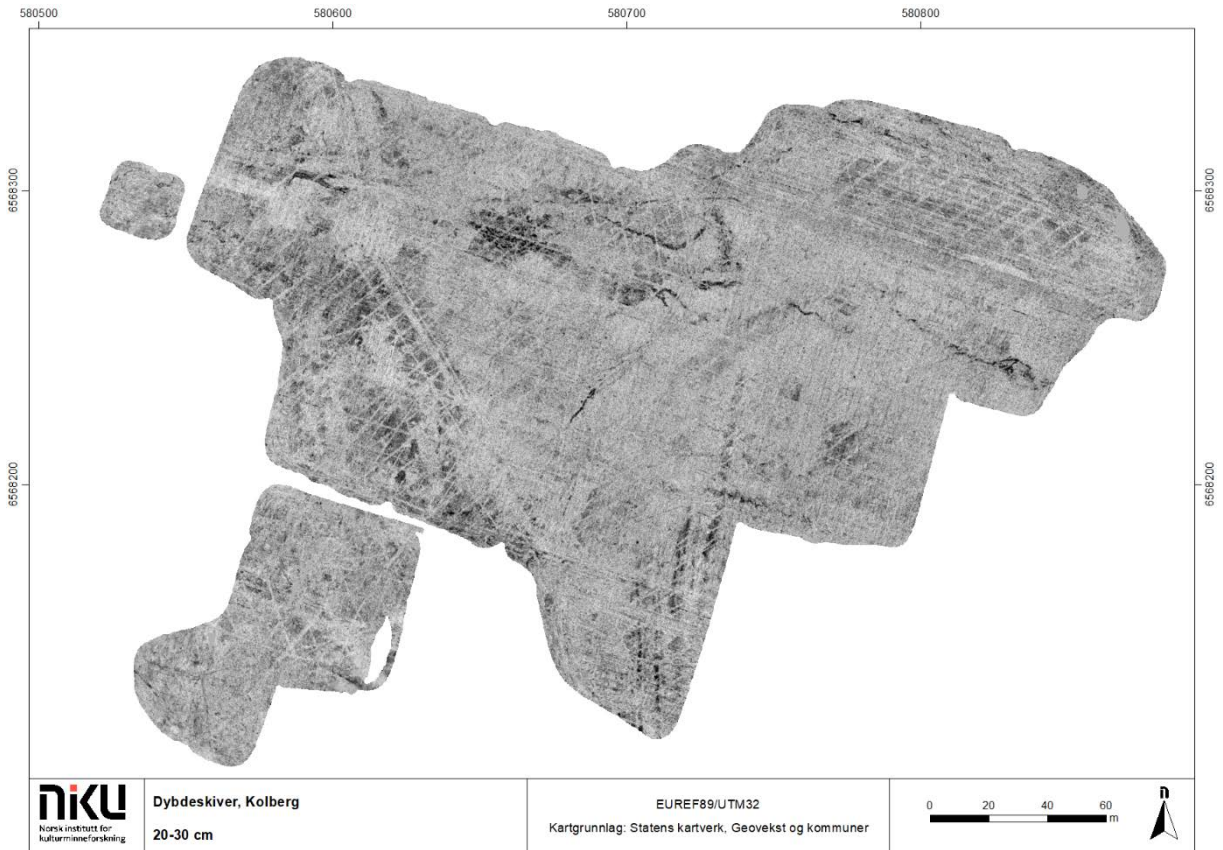 580500 580600 580700 580800
6568300 6568300
6568200 6568200
niku
Norsk institutt for
kulturminneforskning
Dybdeskiver, Kolberg
20-30 cm
EUREF89/UTM32
Kartgrunnlag: Statens kartverk, Geovekst og kommuner
0 20 40 60
m
n